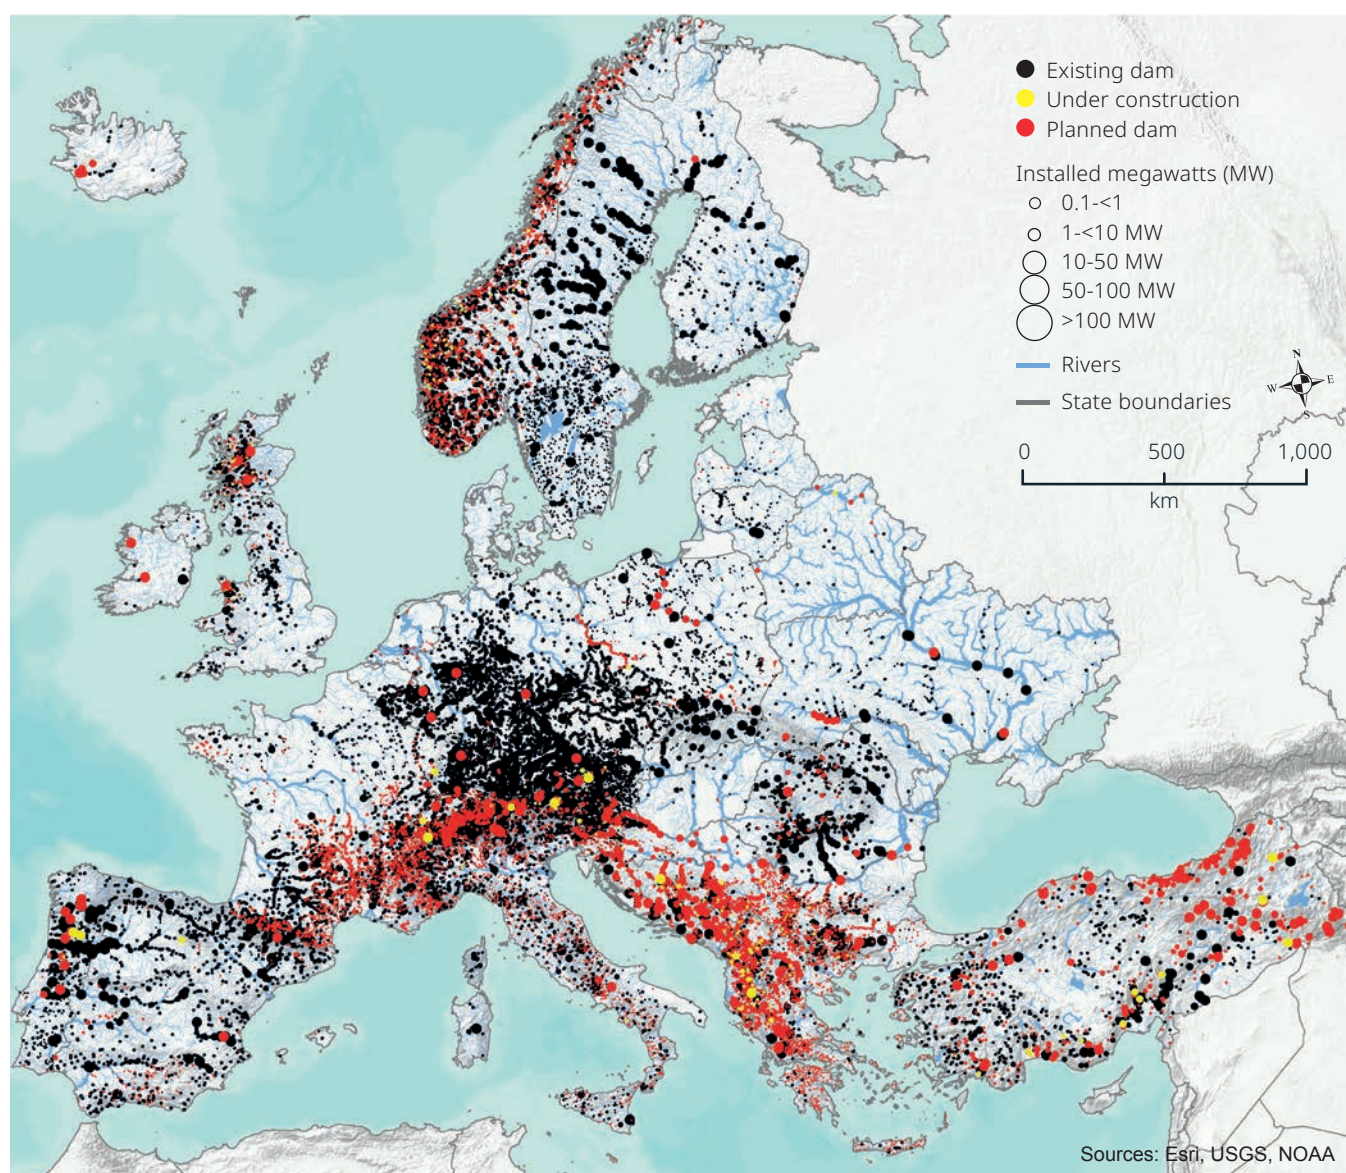 Existing dam
Under construction
Planned dam
Installed megawatts (MW)
0.1-<1
1-<10 MW
10-50 MW
50-100 MW
>100 MW
Rivers
State boundaries
N
W E
S
0 500 1,000
km
Sources: Esri, USGS, NOAA